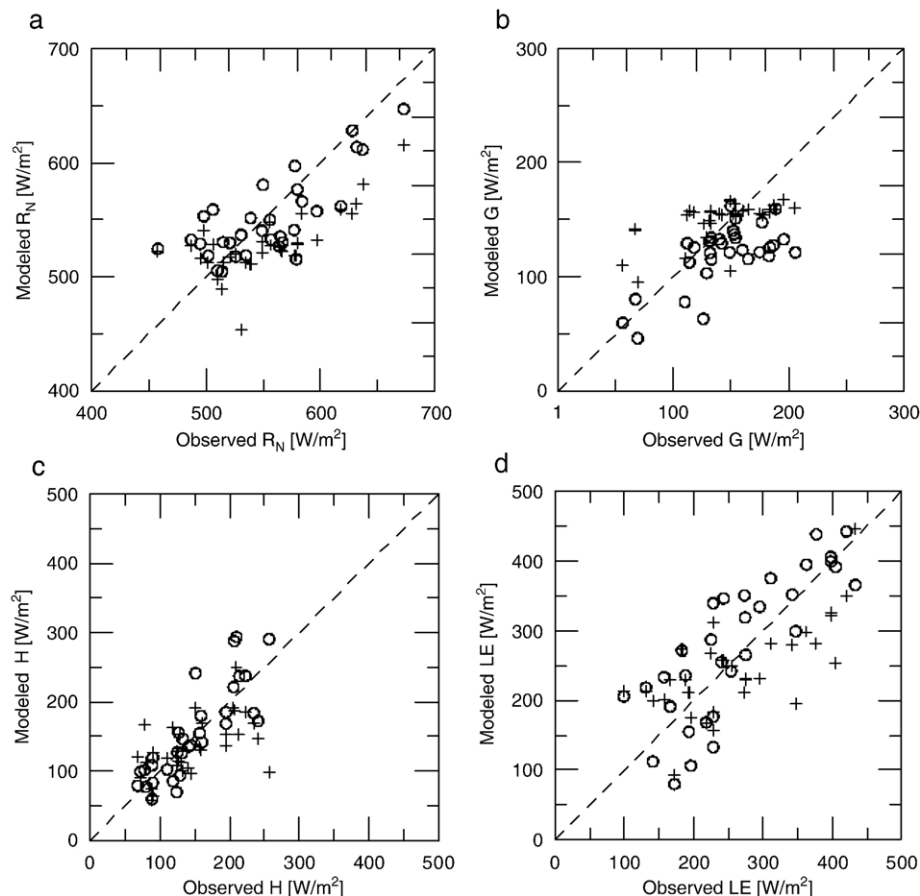 a
700
600
500
400
400 500 600 700
Modeled R_N [W/m²]
Observed R_N [W/m²]
b
300
200
100
0
1 100 200 300
Modeled G [W/m²]
Observed G [W/m²]
c
500
400
300
200
100
0
0 100 200 300 400 500
Modeled H [W/m²]
Observed H [W/m²]
d
500
400
300
200
100
0
0 100 200 300 400 500
Modeled LE [W/m²]
Observed LE [W/m²]